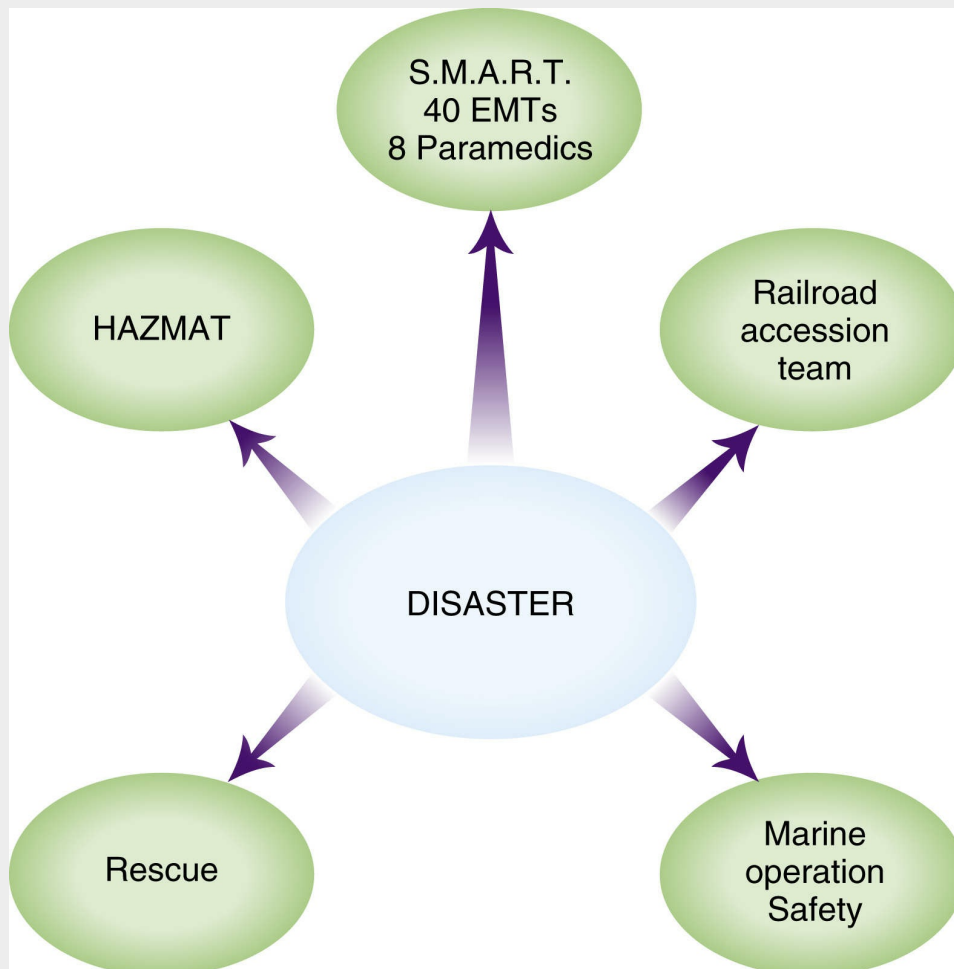 S.M.A.R.T.
40 EMTs
8 Paramedics
HAZMAT
Railroad
accession
team
DISASTER
Rescue
Marine
operation
Safety